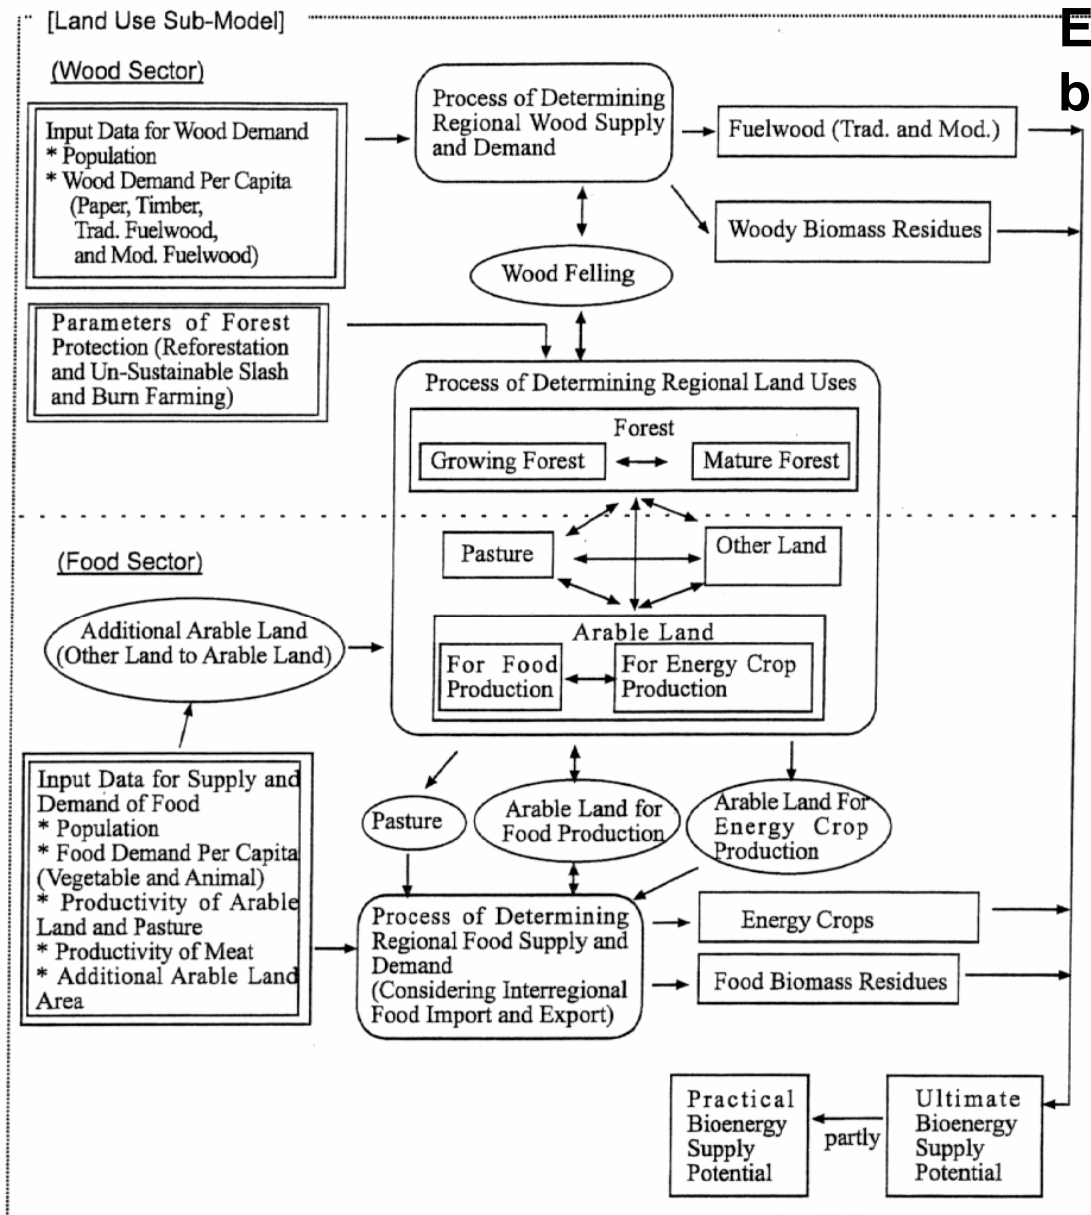 [Land Use Sub-Model]
E
b
(Wood Sector)
Input Data for Wood Demand
* Population
* Wood Demand Per Capita
(Paper, Timber,
Trad. Fuelwood,
and Mod. Fuelwood)
Process of Determining
Regional Wood Supply
and Demand
Fuelwood (Trad. and Mod.)
Woody Biomass Residues
Wood Felling
Parameters of Forest
Protection (Reforestation
and Un-Sustainable Slash
and Burn Farming)
Process of Determining Regional Land Uses
Forest
Growing Forest
Mature Forest
Pasture
Other Land
Arable Land
For Food
Production
For Energy Crop
Production
(Food Sector)
Additional Arable Land
(Other Land to Arable Land)
Input Data for Supply and
Demand of Food
* Population
* Food Demand Per Capita
(Vegetable and Animal)
* Productivity of Arable
Land and Pasture
* Productivity of Meat
* Additional Arable Land
Area
Pasture
Arable Land for
Food Production
Arable Land For
Energy Crop
Production
Process of Determining
Regional Food Supply and
Demand
(Considering Interregional
Food Import and Export)
Energy Crops
Food Biomass Residues
Practical
Bioenergy
Supply
Potential
partly
Ultimate
Bioenergy
Supply
Potential